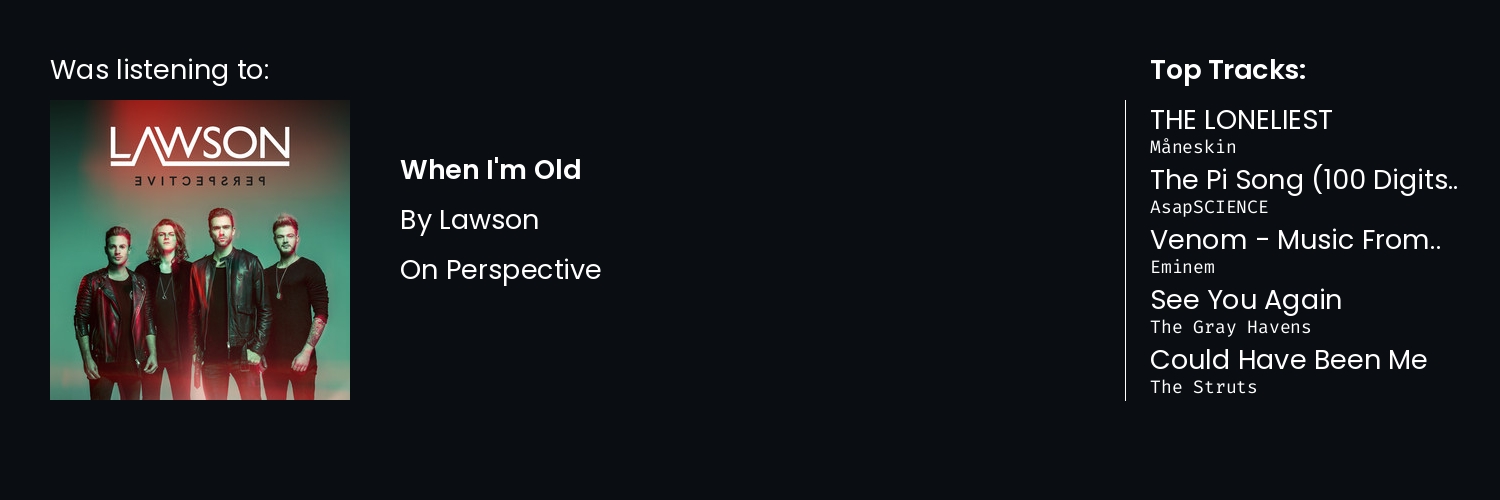 Was listening to:
LAWSON
PERSPECTIVE
When I'm Old
By Lawson
On Perspective
Top Tracks:
THE LONELIEST
Måneskin
The Pi Song (100 Digits..
AsapSCIENCE
Venom - Music From..
Eminem
See You Again
The Gray Havens
Could Have Been Me
The Struts